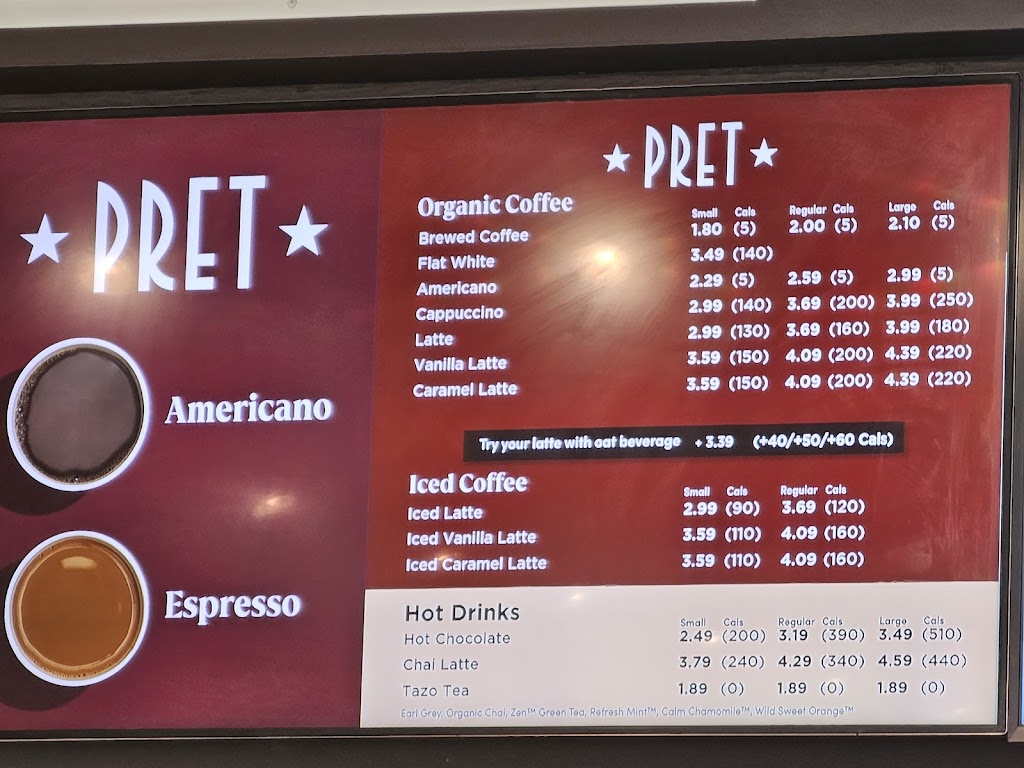 ★ PRET ★
Americano
Espresso
★ PRET ★
Organic Coffee Small Cals Regular Cals Large Cals
Brewed Coffee 1.80 (5) 2.00 (5) 2.10 (5)
Flat White 3.49 (140)
Americano 2.29 (5) 2.59 (5) 2.99 (5)
Cappuccino 2.99 (140) 3.69 (200) 3.99 (250)
Latte 2.99 (130) 3.69 (160) 3.99 (180)
Vanilla Latte 3.59 (150) 4.09 (200) 4.39 (220)
Caramel Latte 3.59 (150) 4.09 (200) 4.39 (220)
Try your latte with oat beverage + 3.39 (+40/+50/+60 Cals)
Iced Coffee Small Cals Regular Cals
Iced Latte 2.99 (90) 3.69 (120)
Iced Vanilla Latte 3.59 (110) 4.09 (160)
Iced Caramel Latte 3.59 (110) 4.09 (160)
Hot Drinks Small Cals Regular Cals Large Cals
Hot Chocolate 2.49 (200) 3.19 (390) 3.49 (510)
Chai Latte 3.79 (240) 4.29 (340) 4.59 (440)
Tazo Tea 1.89 (0) 1.89 (0) 1.89 (0)
Earl Grey, Organic Chai, Zen™ Green Tea, Refresh Mint™, Calm Chamomile™, Wild Sweet Orange™